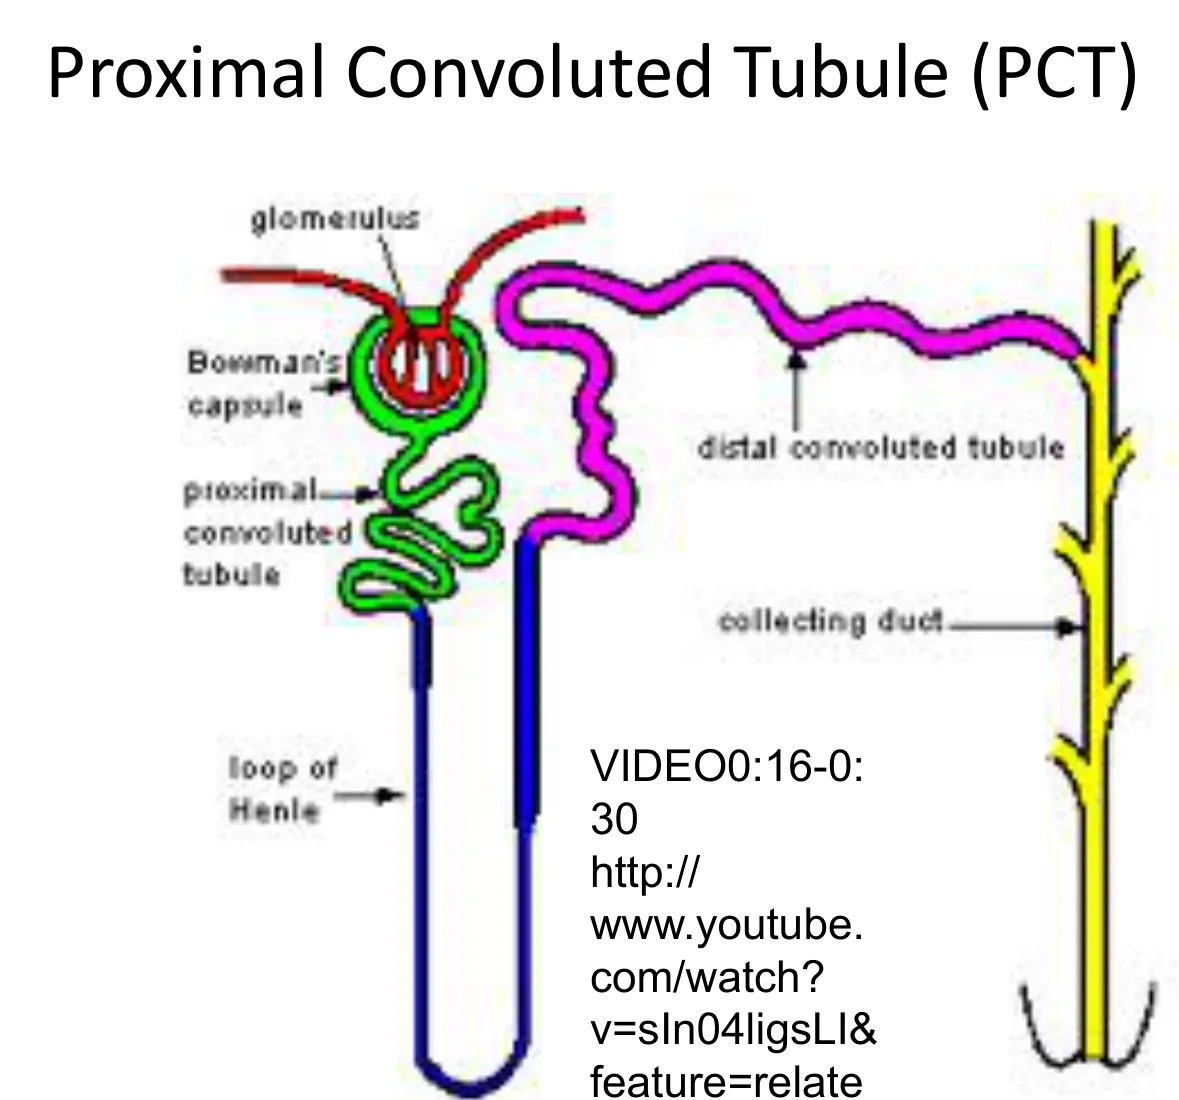 Proximal Convoluted Tubule (PCT)
glomerulus
Bowman's
capsule
proximal
convoluted
tubule
distal convoluted tubule
collecting duct
loop of
Henle
VIDEO0:16-0:
30
http://
www.youtube.
com/watch?
v=sIn04ligsLI&
feature=relate